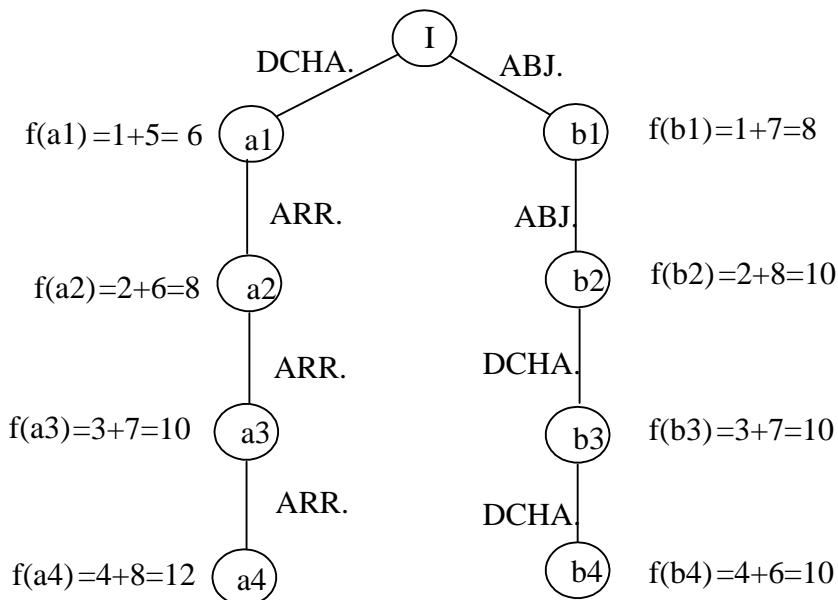 I
DCHA. ABJ.
f(a1) =1+5= 6 a1 b1 f(b1) =1+7=8
ARR. ABJ.
f(a2) =2+6=8 a2 b2 f(b2) =2+8=10
ARR. DCHA.
f(a3) =3+7=10 a3 b3 f(b3) =3+7=10
ARR. DCHA.
f(a4) =4+8=12 a4 b4 f(b4) =4+6=10